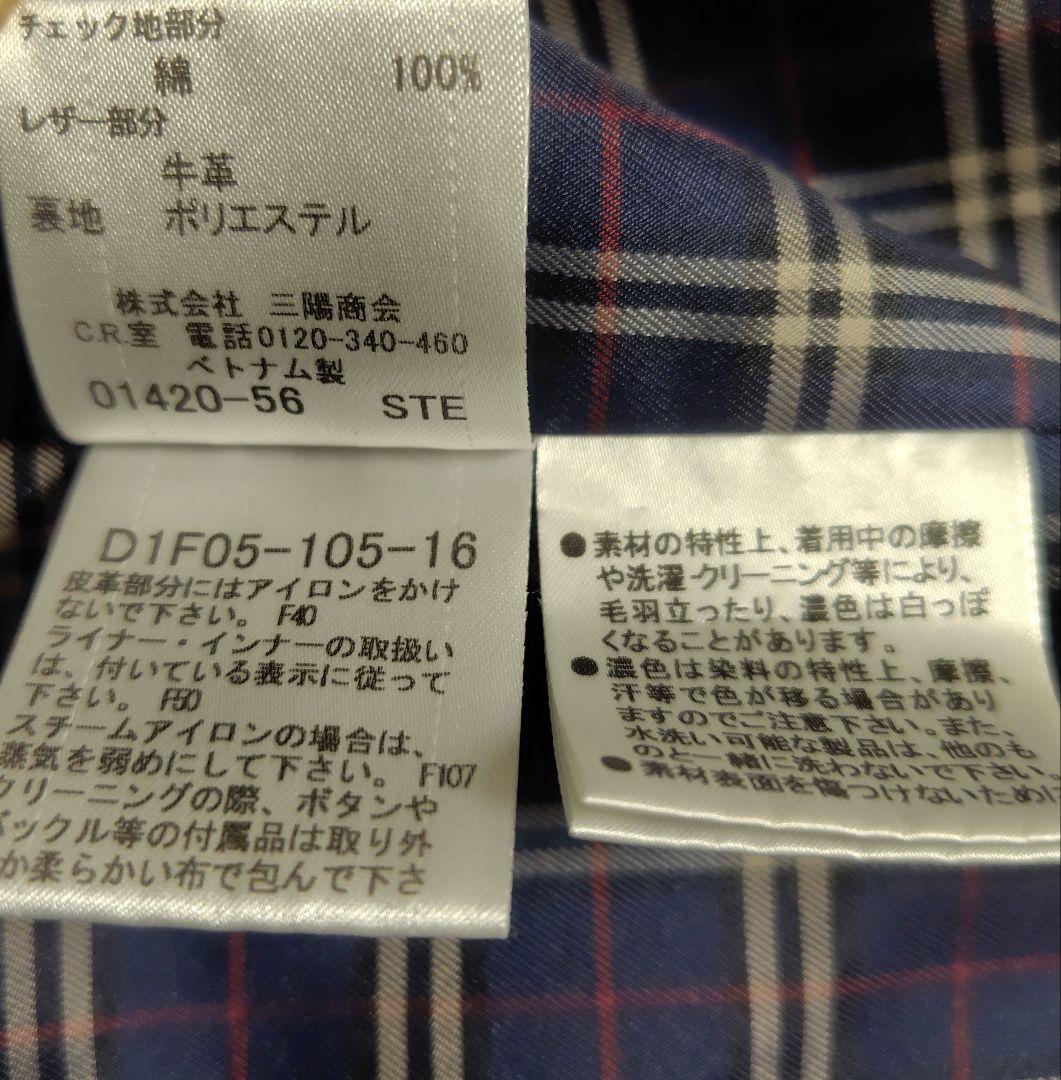 チェック地部分
綿 100%
レザー部分
牛革
裏地 ポリエステル
株式会社 三陽商会
C.R.室 電話0120-340-460
ベトナム製
01420-56 STE
D1F05-105-16
皮革部分にはアイロンをかけ
ないで下さい。 F40
ライナー・インナーの取扱い
は、付いている表示に従って
下さい。 F50
スチームアイロンの場合は、
蒸気を弱めにして下さい。 F107
クリーニングの際、ボタンや
バックル等の付属品は取り外
か柔らかい布で包んで下さ
●素材の特性上、着用中の摩擦
や洗濯・クリーニング等により、
毛羽立ったり、濃色は白っぽ
くなることがあります。
●濃色は染料の特性上、摩擦、
汗等で色が移る場合があり
ますのでご注意下さい。また、
水洗い可能な製品は、他のも
のと一緒に洗わないで下さい。
●素材表面を傷つけないために